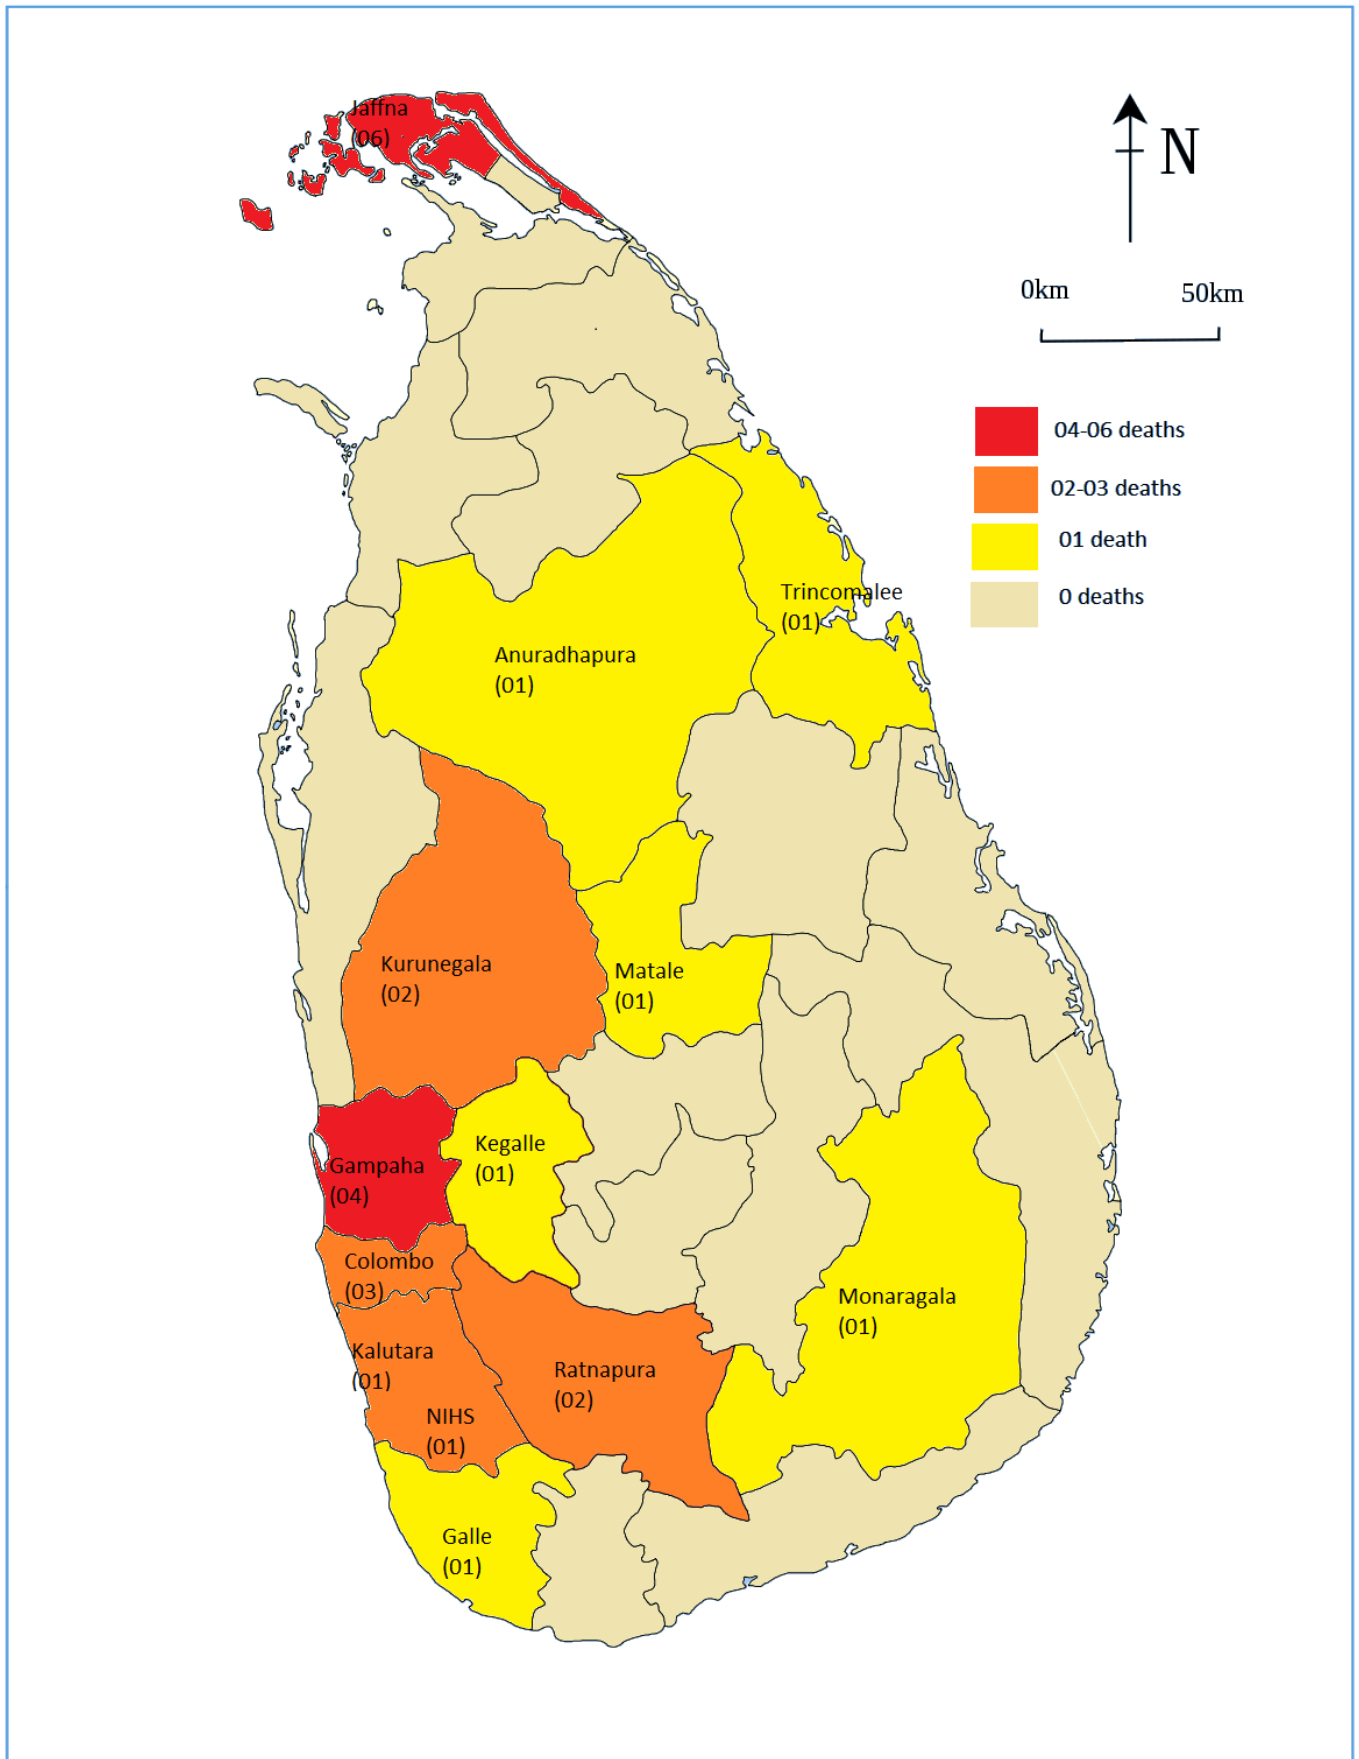 Jaffna
(06)
N
0km
50km
04-06 deaths
02-03 deaths
01 death
0 deaths
Trincomalee
(01)
Anuradhapura
(01)
Kurunegala
(02)
Matale
(01)
Kegalle
(01)
Gampaha
(04)
Colombo
(03)
Monaragala
(01)
Kalutara
(01)
Ratnapura
(02)
NIHS
(01)
Galle
(01)